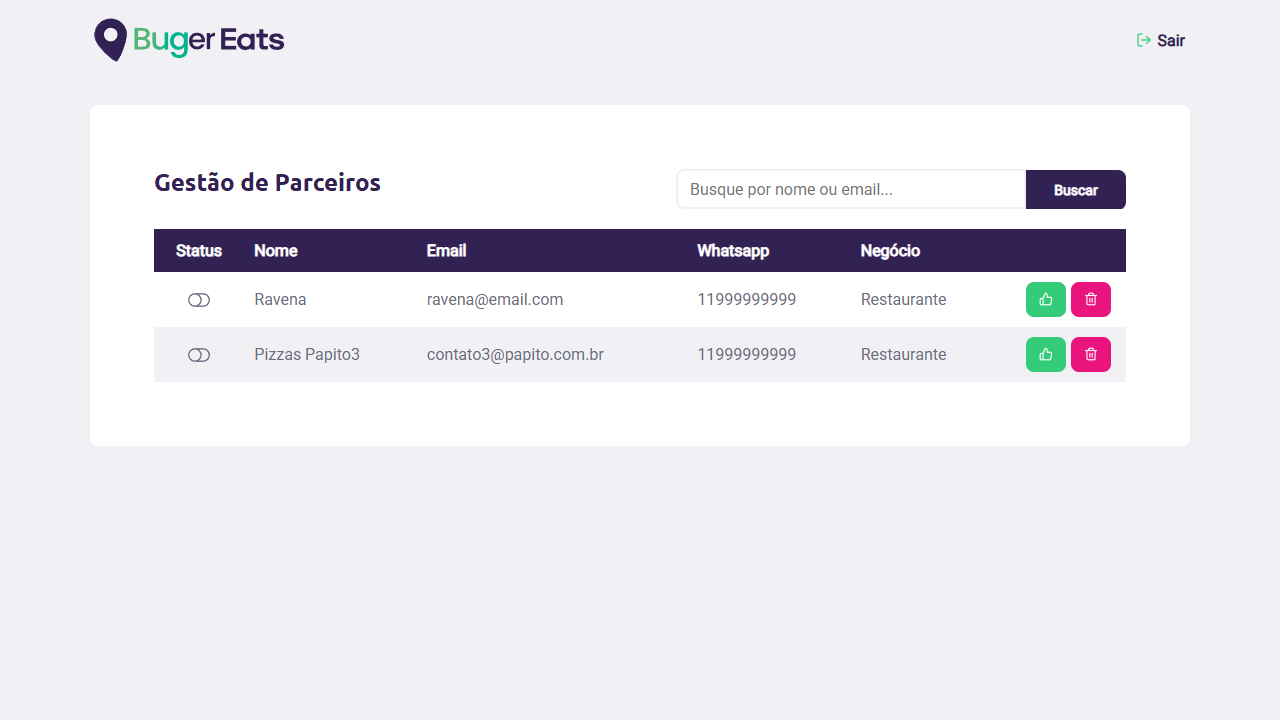 Buger Eats
Sair
Gestão de Parceiros
Busque por nome ou email...
Buscar
Status Nome Email Whatsapp Negócio
Ravena ravena@email.com 11999999999 Restaurante
Pizzas Papito3 contato3@papito.com.br 11999999999 Restaurante